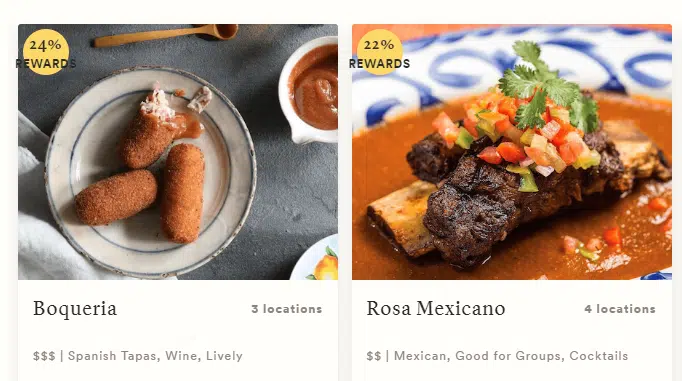 24%
REWARDS
22%
REWARDS
Boqueria
3 locations
Rosa Mexicano
4 locations
$$$ | Spanish Tapas, Wine, Lively
$$ | Mexican, Good for Groups, Cocktails